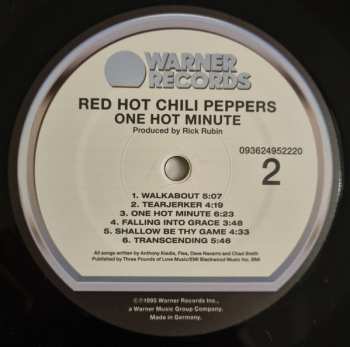 WARNER
RECORDS
RED HOT CHILI PEPPERS
ONE HOT MINUTE
Produced by Rick Rubin
093624952220
2
1. WALKABOUT 5:07
2. TEARJERKER 4:19
3. ONE HOT MINUTE 6:23
4. FALLING INTO GRACE 3:48
5. SHALLOW BE THY GAME 4:33
6. TRANSCENDING 5:46
All songs written by Anthony Kiedis, Flea, Dave Navarro and Chad Smith
Published by Three Pounds of Love Music/EMI Blackwood Music Inc. BMI
℗©1995 Warner Records Inc.,
a Warner Music Group Company.
Made in Germany.